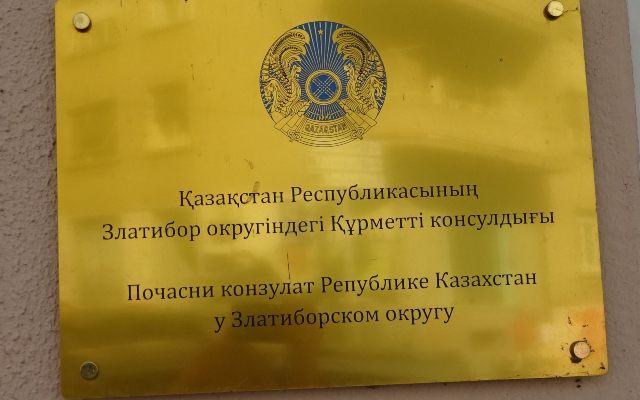 QAZAQSTAN
Қазақстан Республикасының
Златибор округіндегі Құрметті консулдығы
Почасни конзулат Републике Казахстан
у Златиборском округу